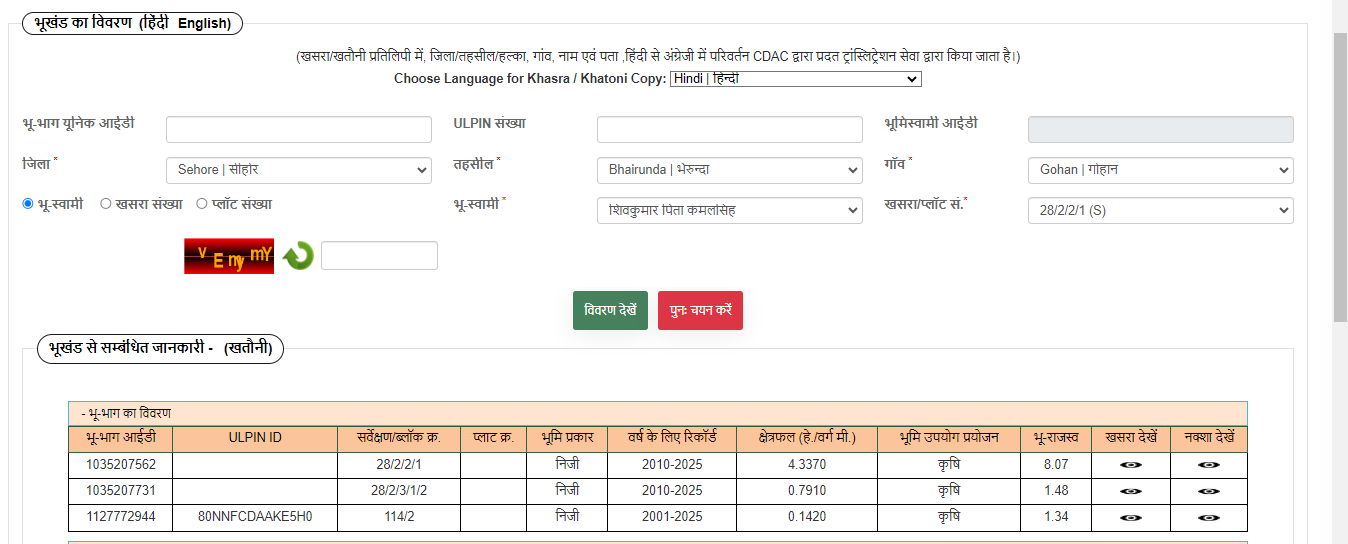 भूखंड का विवरण (हिंदी English)
(खसरा/खतौनी प्रतिलिपी में, जिला/तहसील/हल्का, गांव, नाम एवं पता ,हिंदी से अंग्रेजी में परिवर्तन CDAC द्वारा प्रदत ट्रांस्लिट्रेशन सेवा द्वारा किया जाता है।)
Choose Language for Khasra / Khatoni Copy: Hindi | हिन्दी
भू-भाग यूनिक आईडी ULPIN संख्या भूमिस्वामी आईडी
जिला * Sehore | सीहोर तहसील * Bhairunda | भेरुन्दा गाँव * Gohan | गोहान
भू-स्वामी खसरा संख्या प्लॉट संख्या भू-स्वामी * शिवकुमार पिता कमलसिंह खसरा/प्लॉट सं.* 28/2/2/1 (S)
विवरण देखें पुनः चयन करें
भूखंड से सम्बंधित जानकारी - (खतौनी)
- भू-भाग का विवरण
भू-भाग आईडी ULPIN ID सर्वेक्षण/ब्लॉक क्र. प्लाट क्र. भूमि प्रकार वर्ष के लिए रिकॉर्ड क्षेत्रफल (हे./वर्ग मी.) भूमि उपयोग प्रयोजन भू-राजस्व खसरा देखें नक्शा देखें
1035207562 28/2/2/1 निजी 2010-2025 4.3370 कृषि 8.07
1035207731 28/2/3/1/2 निजी 2010-2025 0.7910 कृषि 1.48
1127772944 80NNFCDAAKE5H0 114/2 निजी 2001-2025 0.1420 कृषि 1.34